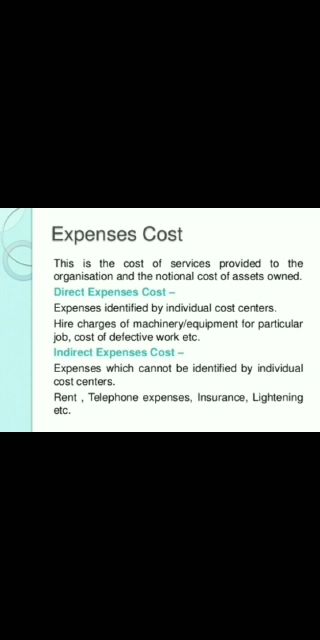 Expenses Cost
This is the cost of services provided to the
organisation and the notional cost of assets owned.
Direct Expenses Cost –
Expenses identified by individual cost centers.
Hire charges of machinery/equipment for particular
job, cost of defective work etc.
Indirect Expenses Cost –
Expenses which cannot be identified by individual
cost centers.
Rent , Telephone expenses, Insurance, Lightening
etc.